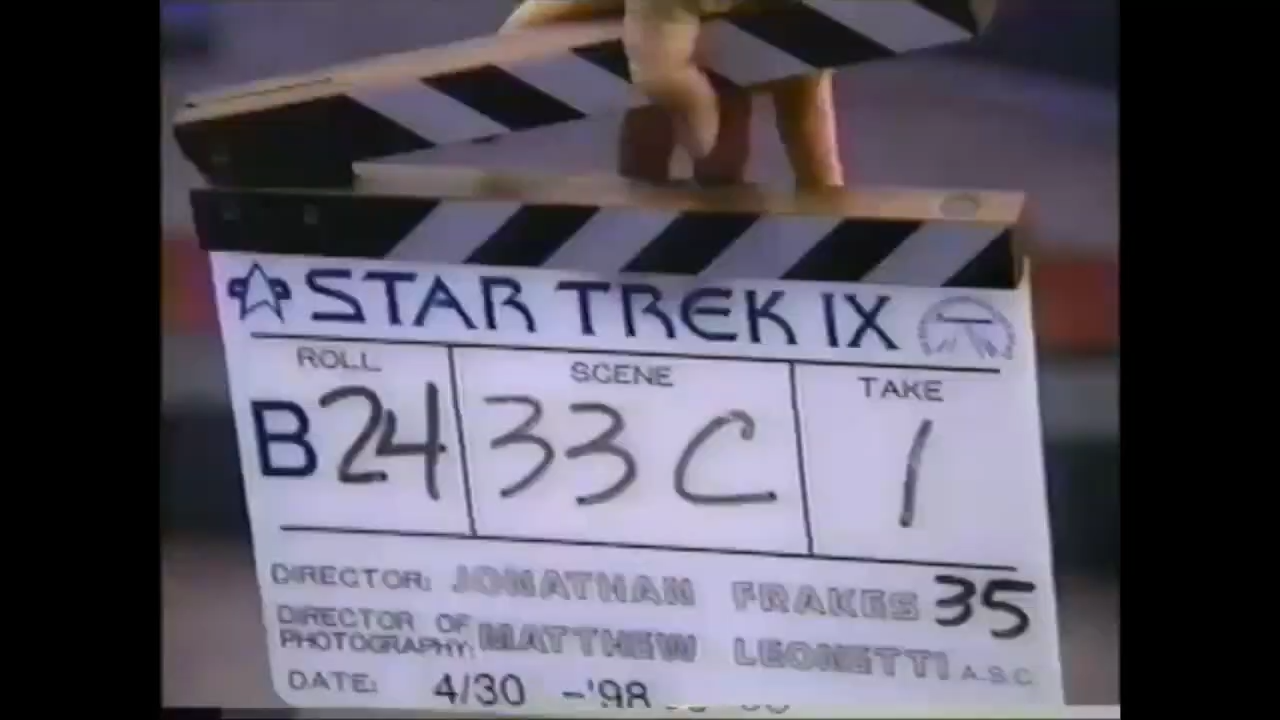 STAR TREK IX
ROLL SCENE TAKE
B24 33 C 1
DIRECTOR: JONATHAN FRAKES 35
DIRECTOR OF
PHOTOGRAPHY: MATTHEW LEONETTI A.S.C.
DATE: 4/30 -'98